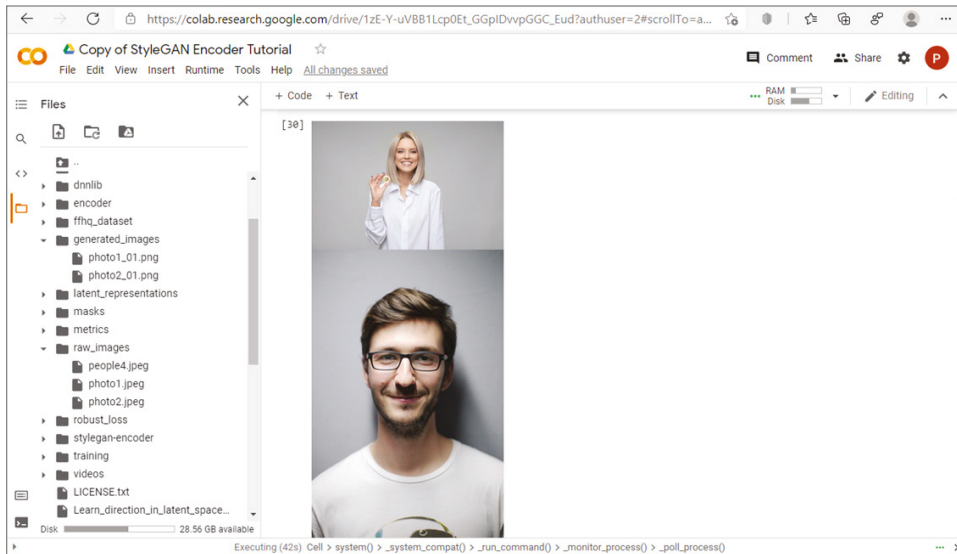 https://colab.research.google.com/drive/1zE-Y-uVBB1Lcp0Et_GGpIDvvpGGC_Eud?authuser=2#scrollTo=a...
CO
Copy of StyleGAN Encoder Tutorial
Comment
Share
P
File Edit View Insert Runtime Tools Help All changes saved
Files
+ Code + Text
RAM
Disk
Editing
[30]
..
dnnlib
encoder
ffhq_dataset
generated_images
photo1_01.png
photo2_01.png
latent_representations
masks
metrics
raw_images
people4.jpeg
photo1.jpeg
photo2.jpeg
robust_loss
stylegan-encoder
training
videos
LICENSE.txt
Learn_direction_in_latent_space...
Disk 28.56 GB available
Executing (42s) Cell > system() > _system_compat() > _run_command() > _monitor_process() > _poll_process()